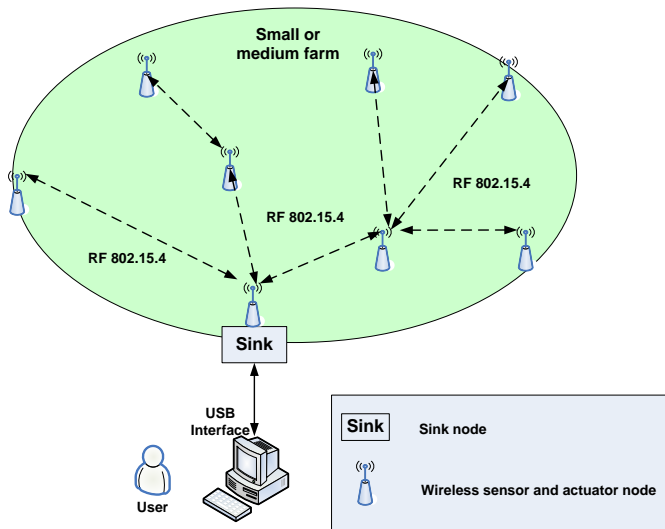 Small or
medium farm
RF 802.15.4
RF 802.15.4
RF 802.15.4
Sink
USB
Interface
User
Sink
Sink node
Wireless sensor and actuator node